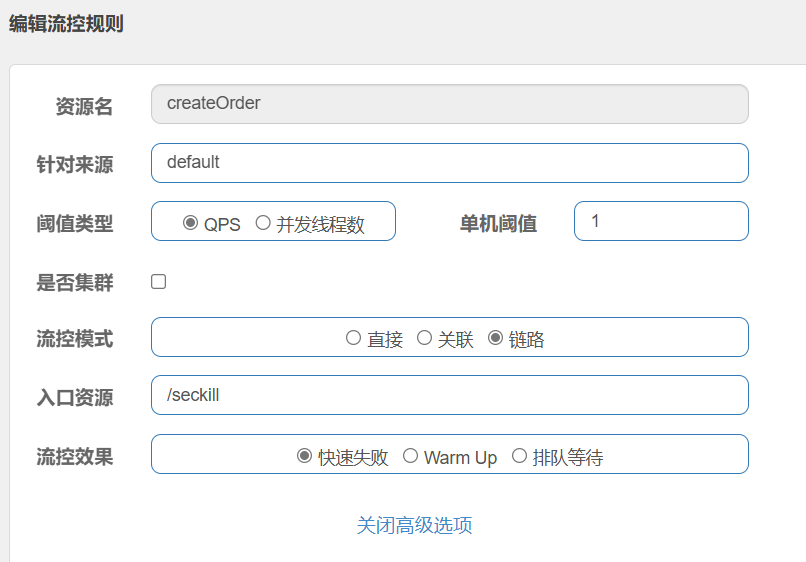 编辑流控规则
资源名 createOrder
针对来源 default
阈值类型 QPS 并发线程数 单机阈值 1
是否集群
流控模式 直接 关联 链路
入口资源 /seckill
流控效果 快速失败 Warm Up 排队等待
关闭高级选项